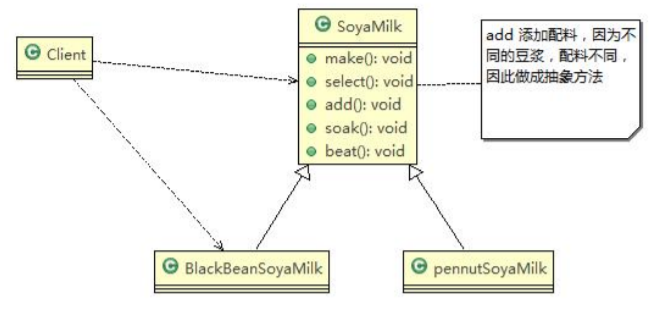 Client
SoyaMilk
make(): void
select(): void
add(): void
soak(): void
beat(): void
add 添加配料，因为不
同的豆浆，配料不同，
因此做成抽象方法
BlackBeanSoyaMilk
pennutSoyaMilk